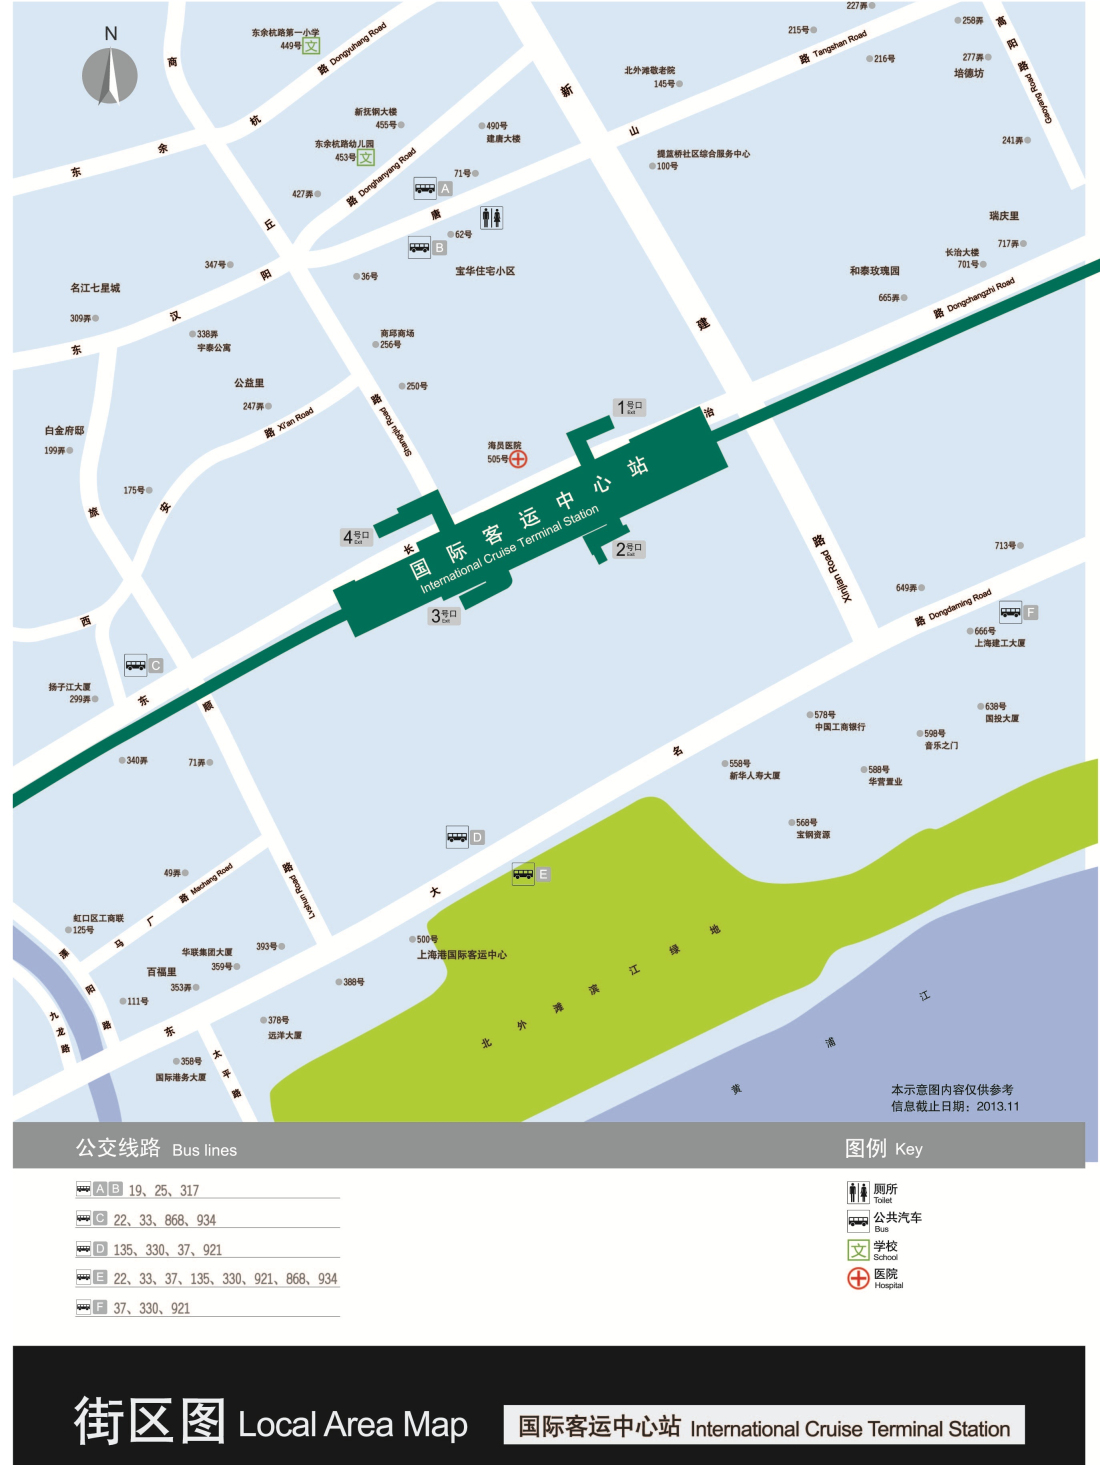 N
东余杭路第一小学
449号
文
路 Dongyuhang Road
商
杭
余
东
227弄
215号
258弄
高
阳
路
Gaoyang Road
路 Tangshan Road
216号
277弄
培德坊
新
北外滩敬老院
145号
新抚钢大楼
455号
490号
建唐大楼
山
241弄
东余杭路幼儿园
453号
文
路 Donghanyang Road
提篮桥社区综合服务中心
100号
71号
A
427弄
唐
丘
62号
B
瑞庆里
717弄
长治大楼
701号
347号
阳
36号
宝华住宅小区
和泰玫瑰园
665弄
路 Dongchangzhi Road
名江七星城
309弄
汉
338弄
宇泰公寓
东
商邱商场
256号
建
公益里
247弄
250号
路
Shangqiu Road
路 Xi'an Road
1号口
Exit
治
白金府邸
199弄
海员医院
505号
175号
安
旅
4号口
Exit
长
国际客运中心站
International Cruise Terminal Station
2号口
Exit
3号口
Exit
路
Xinjian Road
713号
649弄
路 Dongdaming Road
F
666号
上海建工大厦
西
C
扬子江大厦
299弄
东
顺
638号
国投大厦
578号
中国工商银行
598号
音乐之门
340弄
71弄
名
558号
新华人寿大厦
588号
华营置业
568号
宝钢资源
D
E
49弄
路 Machang Road
路
Lvshun Road
大
虹口区工商联
125号
厂
马
溧
阳
路
华联集团大厦
359号
393号
500号
上海港国际客运中心
百福里
353弄
388号
111号
九
龙
路
378号
远洋大厦
东
太
平
路
358号
国际港务大厦
北外滩滨江绿地
黄浦江
本示意图内容仅供参考
信息截止日期：2013.11
公交线路 Bus lines
图例 Key
A B 19、25、317
C 22、33、868、934
D 135、330、37、921
E 22、33、37、135、330、921、868、934
F 37、330、921
厕所
Toilet
公共汽车
Bus
文 学校
School
医院
Hospital
街区图 Local Area Map
国际客运中心站 International Cruise Terminal Station